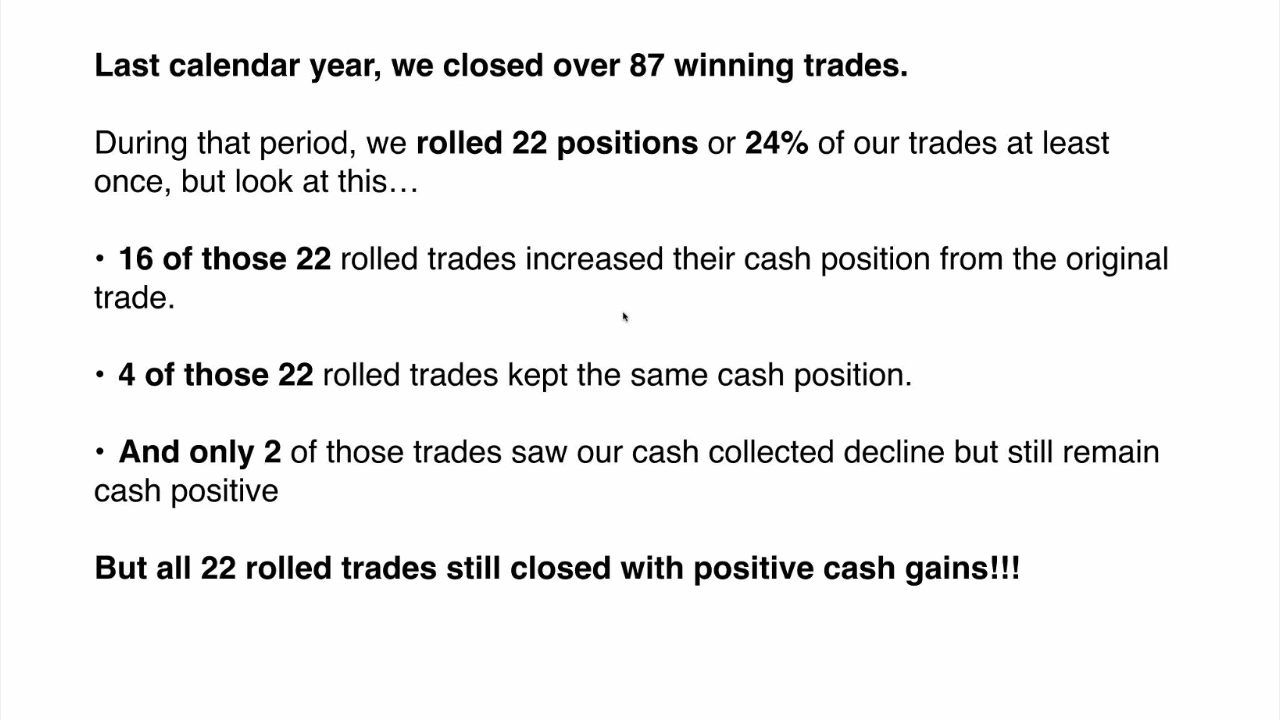 Last calendar year, we closed over 87 winning trades.
During that period, we rolled 22 positions or 24% of our trades at least
once, but look at this…
• 16 of those 22 rolled trades increased their cash position from the original
trade.
• 4 of those 22 rolled trades kept the same cash position.
• And only 2 of those trades saw our cash collected decline but still remain
cash positive
But all 22 rolled trades still closed with positive cash gains!!!